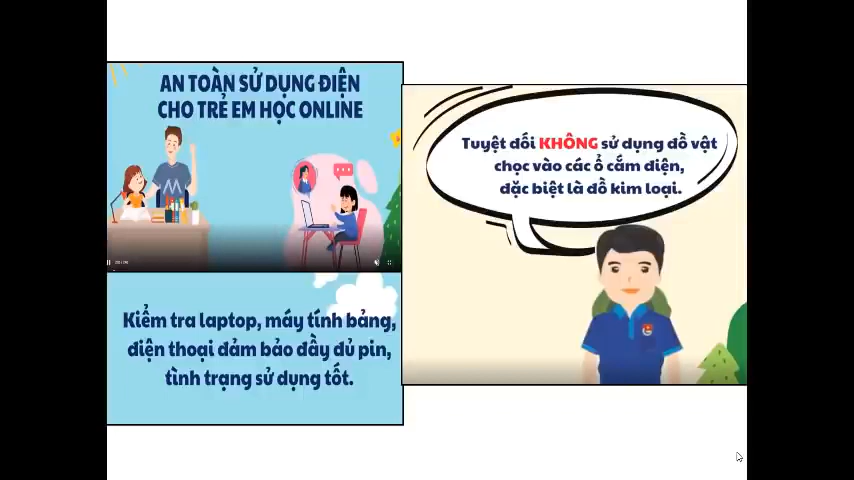 AN TOÀN SỬ DỤNG ĐIỆN
CHO TRẺ EM HỌC ONLINE
Kiểm tra laptop, máy tính bảng,
điện thoại đảm bảo đầy đủ pin,
tình trạng sử dụng tốt.
Tuyệt đối KHÔNG sử dụng đồ vật
chọc vào các ổ cắm điện,
đặc biệt là đồ kim loại.